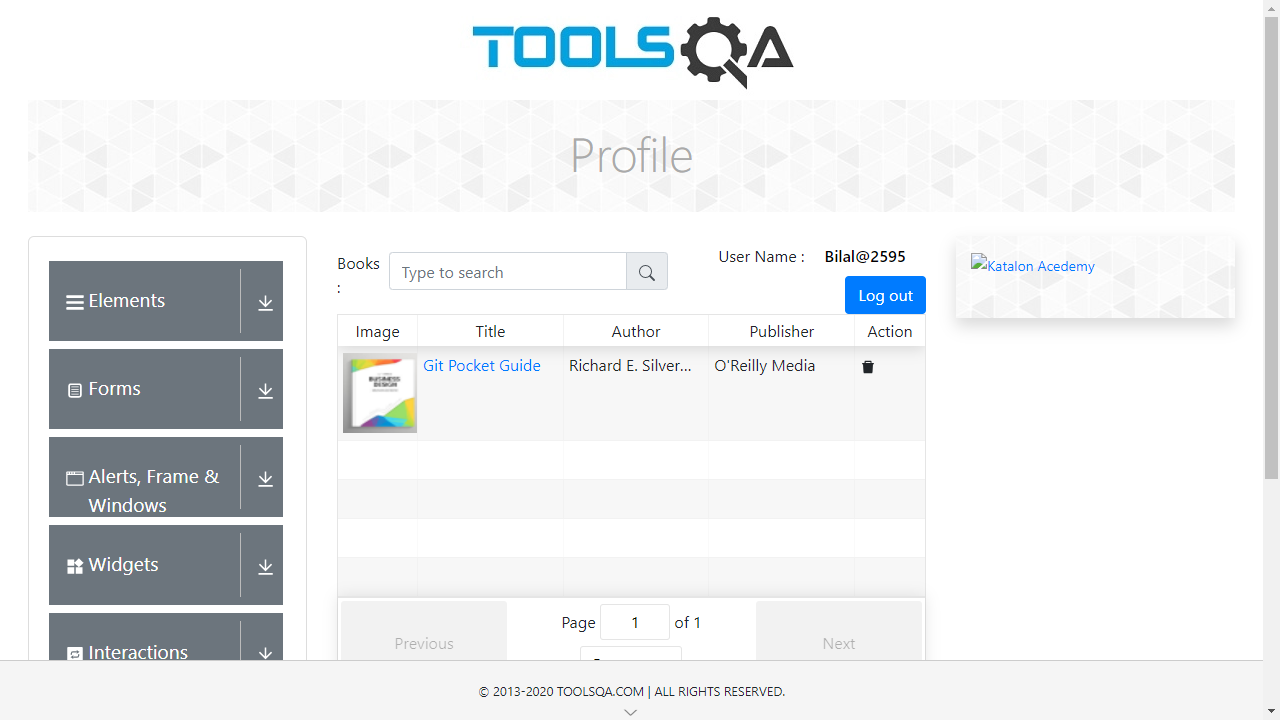 TOOLSQA
Profile
Elements
Forms
Alerts, Frame &
Windows
Widgets
Interactions
Books
:
Type to search
User Name :
Bilal@2595
Log out
Image Title Author Publisher Action
BUSINESS
DESIGN
Git Pocket Guide Richard E. Silver... O'Reilly Media
Previous
Page 1 of 1
Next
Katalon Acedemy
© 2013-2020 TOOLSQA.COM | ALL RIGHTS RESERVED.